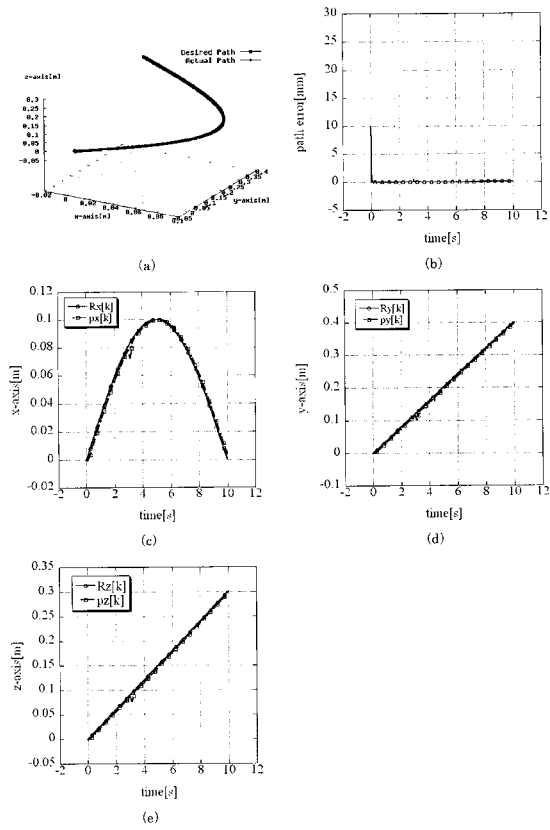 Desired Path
Actual Path
z-axis[m]
0.3
0.25
0.2
0.15
0.1
0.05
0
-0.05
-0.02
0
0.02
0.04
0.06
x-axis[m]
y-axis[m]
(a)
30
25
20
15
10
5
0
-5
-2 0 2 4 6 8 10 12
path error[mm]
time[s]
(b)
Rx[k]
px[k]
0.1
0.08
0.06
0.04
0.02
0
-0.02
-2 0 2 4 6 8 10 12
x-axis[m]
time[s]
(c)
Ry[k]
py[k]
0.5
0.4
0.3
0.2
0.1
0
-0.1
-2 0 2 4 6 8 10 12
y-axis[m]
time[s]
(d)
Rz[k]
pz[k]
0.35
0.3
0.25
0.2
0.15
0.1
0.05
0
-0.05
-2 0 2 4 6 8 10 12
z-axis[m]
time[s]
(e)